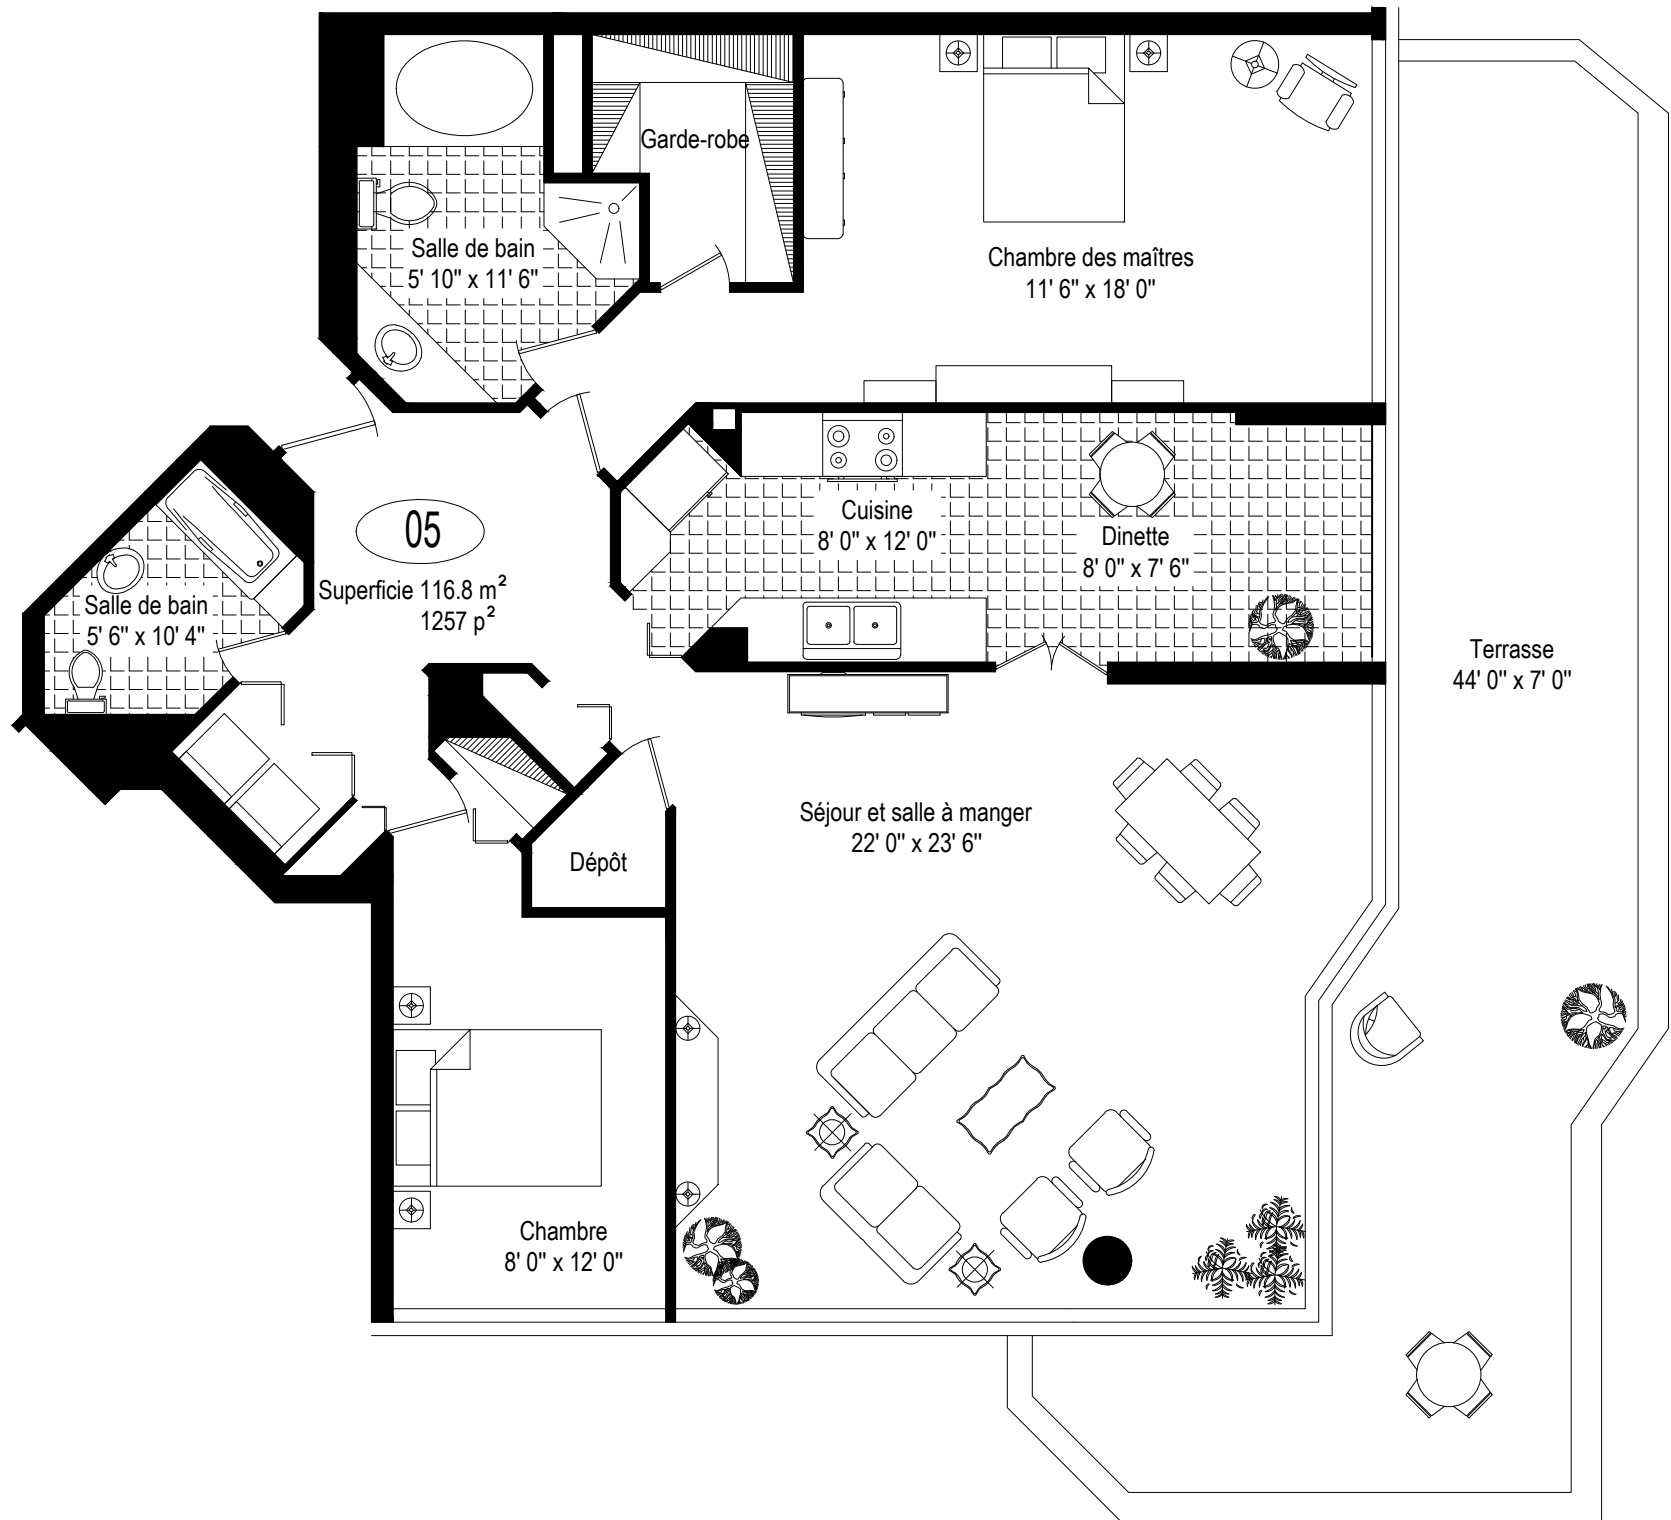 Garde-robe
Salle de bain
5' 10" x 11' 6"
Chambre des maîtres
11' 6" x 18' 0"
05
Superficie 116.8 m²
1257 p²
Cuisine
8' 0" x 12' 0"
Dinette
8' 0" x 7' 6"
Salle de bain
5' 6" x 10' 4"
Terrasse
44' 0" x 7' 0"
Séjour et salle à manger
22' 0" x 23' 6"
Dépôt
Chambre
8' 0" x 12' 0"